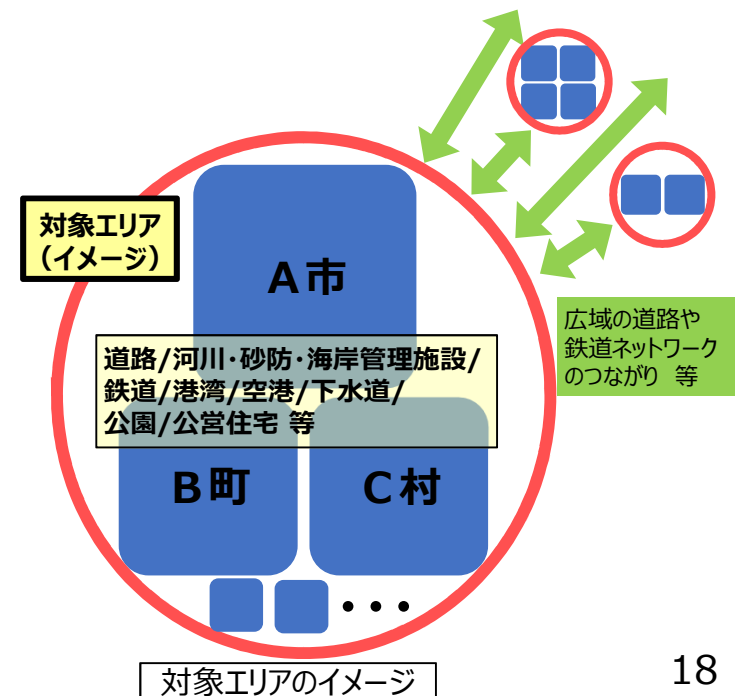 対象エリア
（イメージ）
A市
道路/河川・砂防・海岸管理施設/
鉄道/港湾/空港/下水道/
公園/公営住宅 等
B町
C村
・・・
広域の道路や
鉄道ネットワーク
のつながり 等
対象エリアのイメージ
18